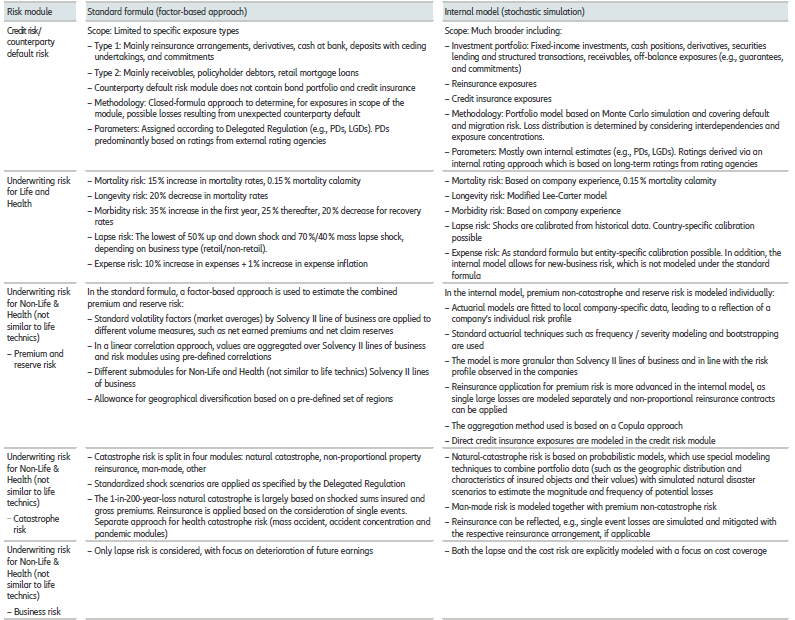 Risk module
Standard formula (factor-based approach)
Internal model (stochastic simulation)
Credit risk/
counterparty
default risk
Scope: Limited to specific exposure types
– Type 1: Mainly reinsurance arrangements, derivatives, cash at bank, deposits with ceding
undertakings, and commitments
– Type 2: Mainly receivables, policyholder debtors, retail mortgage loans
– Counterparty default risk module does not contain bond portfolio and credit insurance
– Methodology: Closed-formula approach to determine, for exposures in scope of the
module, possible losses resulting from unexpected counterparty default
– Parameters: Assigned according to Delegated Regulation (e.g., PDs, LGDs). PDs
predominantly based on ratings from external rating agencies
Scope: Much broader including:
– Investment portfolio: Fixed-income investments, cash positions, derivatives, securities
lending and structured transactions, receivables, off-balance exposures (e.g., guarantees,
and commitments)
– Reinsurance exposures
– Credit insurance exposures
– Methodology: Portfolio model based on Monte Carlo simulation and covering default
and migration risk. Loss distribution is determined by considering interdependencies and
exposure concentrations.
– Parameters: Mostly own internal estimates (e.g., PDs, LGDs). Ratings derived via an
internal rating approach which is based on long-term ratings from rating agencies
Underwriting risk
for Life and
Health
– Mortality risk: 15% increase in mortality rates, 0.15% mortality calamity
– Longevity risk: 20% decrease in mortality rates
– Morbidity risk: 35% increase in the first year, 25% thereafter, 20% decrease for recovery
rates
– Lapse risk: The lowest of 50% up and down shock and 70%/40% mass lapse shock,
depending on business type (retail/non-retail).
– Expense risk: 10% increase in expenses + 1% increase in expense inflation
– Mortality risk: Based on company experience, 0.15% mortality calamity
– Longevity risk: Modified Lee-Carter model
– Morbidity risk: Based on company experience
– Lapse risk: Shocks are calibrated from historical data. Country-specific calibration
possible
– Expense risk: As standard formula but entity-specific calibration possible. In addition, the
internal model allows for new-business risk, which is not modeled under the standard
formula
Underwriting risk
for Non-Life &
Health (not
similar to life
technics)
– Premium and
reserve risk
In the standard formula, a factor-based approach is used to estimate the combined
premium and reserve risk:
– Standard volatility factors (market averages) by Solvency II line of business are applied to
different volume measures, such as net earned premiums and net claim reserves
– In a linear correlation approach, values are aggregated over Solvency II lines of business
and risk modules using pre-defined correlations
– Different submodules for Non-Life and Health (not similar to life technics) Solvency II lines
of business
– Allowance for geographical diversification based on a pre-defined set of regions
In the internal model, premium non-catastrophe and reserve risk is modeled individually:
– Actuarial models are fitted to local company-specific data, leading to a reflection of a
company's individual risk profile
– Standard actuarial techniques such as frequency / severity modeling and bootstrapping
are used
– The model is more granular than Solvency II lines of business and in line with the risk
profile observed in the companies
– Reinsurance application for premium risk is more advanced in the internal model, as
single large losses are modeled separately and non-proportional reinsurance contracts
can be applied
– The aggregation method used is based on a Copula approach
– Direct credit insurance exposures are modeled in the credit risk module
Underwriting risk
for Non-Life &
Health (not
similar to life
technics)
– Catastrophe
risk
– Catastrophe risk is split in four modules: natural catastrophe, non-proportional property
reinsurance, man-made, other
– Standardized shock scenarios are applied as specified by the Delegated Regulation
– The 1-in-200-year-loss natural catastrophe is largely based on shocked sums insured and
gross premiums. Reinsurance is applied based on the consideration of single events.
Separate approach for health catastrophe risk (mass accident, accident concentration and
pandemic modules)
– Natural-catastrophe risk is based on probabilistic models, which use special modeling
techniques to combine portfolio data (such as the geographic distribution and
characteristics of insured objects and their values) with simulated natural disaster
scenarios to estimate the magnitude and frequency of potential losses
– Man-made risk is modeled together with premium non-catastrophe risk
– Reinsurance can be reflected, e.g., single event losses are simulated and mitigated with
the respective reinsurance arrangement, if applicable
Underwriting risk
for Non-Life &
Health (not
similar to life
technics)
– Business risk
– Only lapse risk is considered, with focus on deterioration of future earnings
– Both the lapse and the cost risk are explicitly modeled with a focus on cost coverage